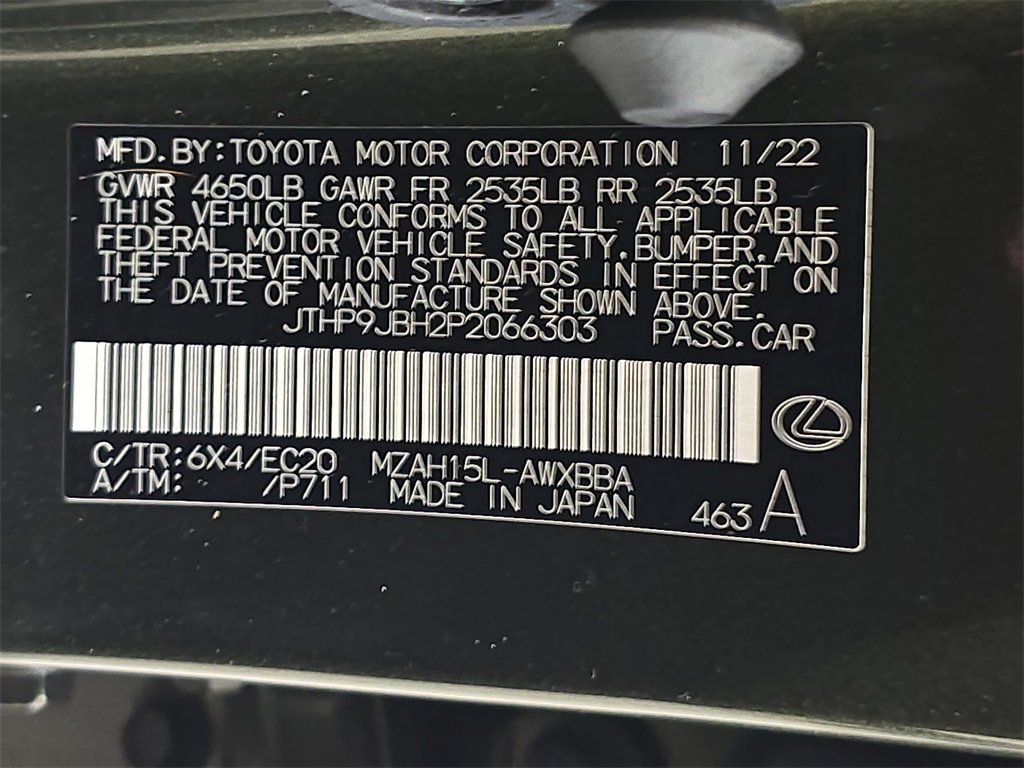 MFD.BY:TOYOTA MOTOR CORPORATION 11/22
GVWR 4650LB GAWR FR 2535LB RR 2535LB
THIS VEHICLE CONFORMS TO ALL APPLICABLE
FEDERAL MOTOR VEHICLE SAFETY,BUMPER,AND
THEFT PREVENTION STANDARDS IN EFFECT ON
THE DATE OF MANUFACTURE SHOWN ABOVE.
JTHP9JBH2P2066303 PASS.CAR
C/TR:6X4/EC20 MZAH15L-AWXBBA
A/TM: /P711 MADE IN JAPAN 463 A